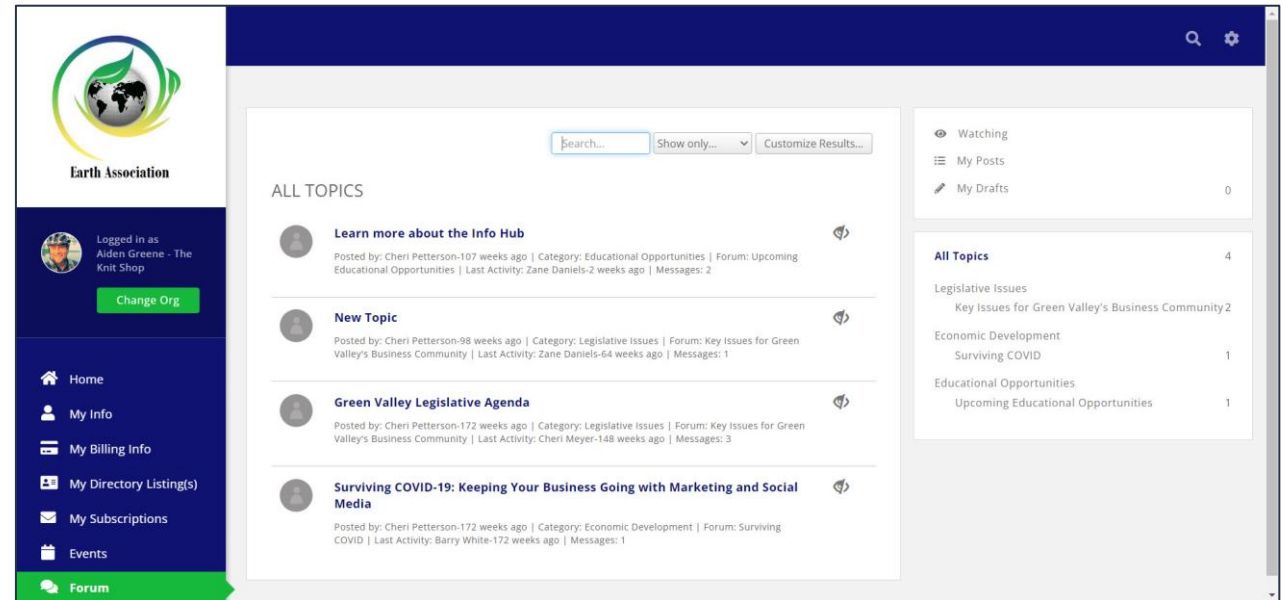 Earth Association
Logged in as
Aiden Greene - The
Knit Shop
Change Org
Home
My Info
My Billing Info
My Directory Listing(s)
My Subscriptions
Events
Forum
Search...
Show only...
Customize Results...
ALL TOPICS
Learn more about the Info Hub
Posted by: Cheri Petterson-107 weeks ago | Category: Educational Opportunities | Forum: Upcoming
Educational Opportunities | Last Activity: Zane Daniels-2 weeks ago | Messages: 2
New Topic
Posted by: Cheri Petterson-98 weeks ago | Category: Legislative Issues | Forum: Key Issues for Green
Valley's Business Community | Last Activity: Zane Daniels-64 weeks ago | Messages: 1
Green Valley Legislative Agenda
Posted by: Cheri Petterson-172 weeks ago | Category: Legislative Issues | Forum: Key Issues for Green
Valley's Business Community | Last Activity: Cheri Meyer-148 weeks ago | Messages: 3
Surviving COVID-19: Keeping Your Business Going with Marketing and Social
Media
Posted by: Cheri Petterson-172 weeks ago | Category: Economic Development | Forum: Surviving
COVID | Last Activity: Barry White-172 weeks ago | Messages: 1
Watching
My Posts
My Drafts 0
All Topics 4
Legislative Issues
Key Issues for Green Valley's Business Community 2
Economic Development
Surviving COVID 1
Educational Opportunities
Upcoming Educational Opportunities 1